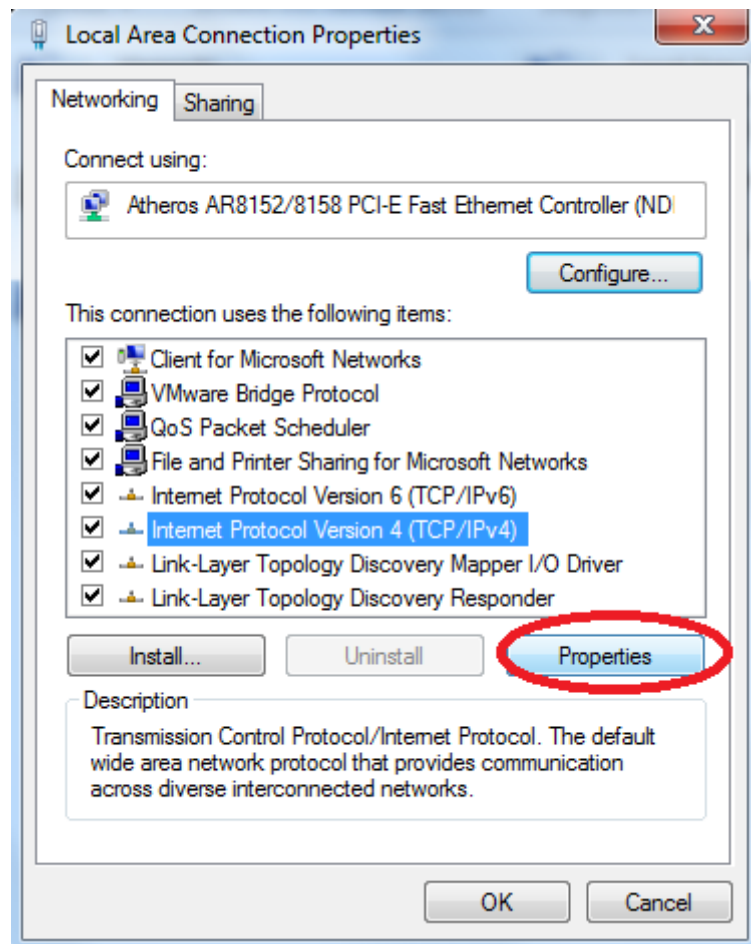 Local Area Connection Properties
Networking
Sharing
Connect using:
Atheros AR8152/8158 PCI-E Fast Ethernet Controller (NDI
Configure...
This connection uses the following items:
Client for Microsoft Networks
VMware Bridge Protocol
QoS Packet Scheduler
File and Printer Sharing for Microsoft Networks
Internet Protocol Version 6 (TCP/IPv6)
Internet Protocol Version 4 (TCP/IPv4)
Link-Layer Topology Discovery Mapper I/O Driver
Link-Layer Topology Discovery Responder
Install...
Uninstall
Properties
Description
Transmission Control Protocol/Internet Protocol. The default
wide area network protocol that provides communication
across diverse interconnected networks.
OK
Cancel